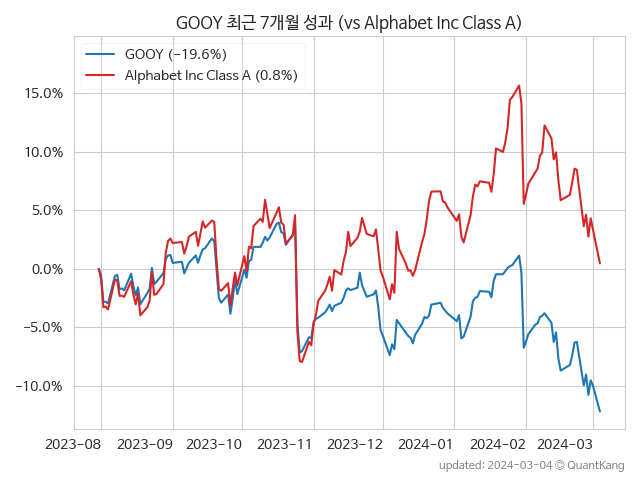 GOOY 최근 7개월 성과 (vs Alphabet Inc Class A)
GOOY (−19.6%)
Alphabet Inc Class A (0.8%)
15.0%
10.0%
5.0%
0.0%
−5.0%
−10.0%
2023−08 2023−09 2023−10 2023−11 2023−12 2024−01 2024−02 2024−03
updated: 2024−03−04 © QuantKang